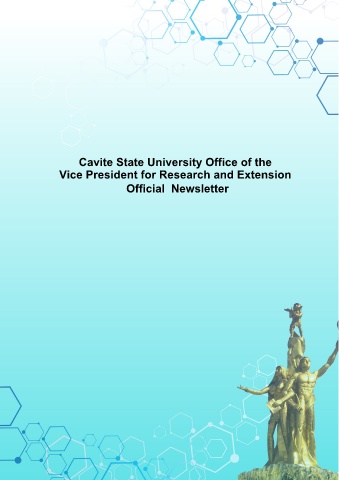 Cavite State University Office of the
Vice President for Research and Extension
Official Newsletter